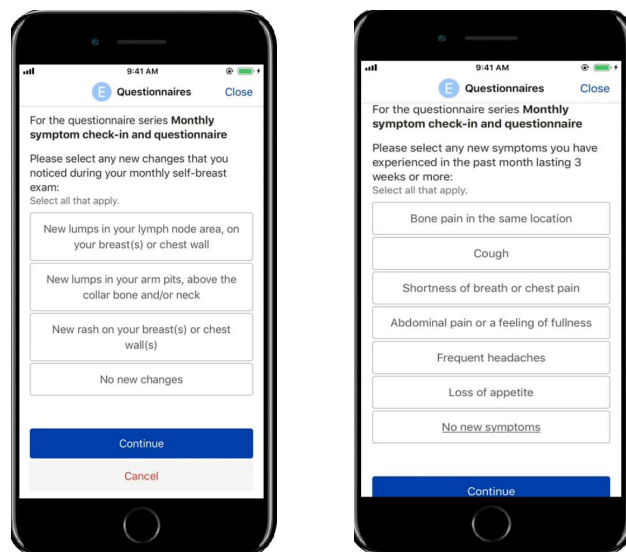 9:41 AM
E Questionnaires Close
For the questionnaire series Monthly
symptom check-in and questionnaire
Please select any new changes that you
noticed during your monthly self-breast
exam:
Select all that apply.
New lumps in your lymph node area, on
your breast(s) or chest wall
New lumps in your arm pits, above the
collar bone and/or neck
New rash on your breast(s) or chest
wall(s)
No new changes
Continue
Cancel
9:41 AM
E Questionnaires Close
For the questionnaire series Monthly
symptom check-in and questionnaire
Please select any new symptoms you have
experienced in the past month lasting 3
weeks or more:
Select all that apply.
Bone pain in the same location
Cough
Shortness of breath or chest pain
Abdominal pain or a feeling of fullness
Frequent headaches
Loss of appetite
No new symptoms
Continue